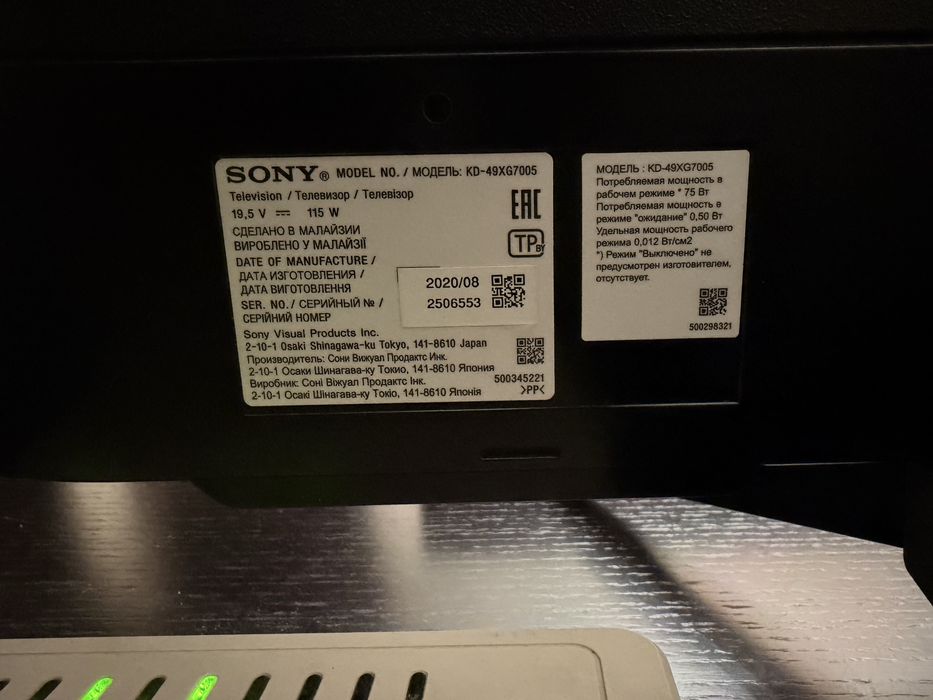 SONY® MODEL NO. / МОДЕЛЬ: KD-49XG7005
Television / Телевизор / Телевізор
19,5 V ⎓ 115 W
EAC
СДЕЛАНО В МАЛАЙЗИИ
ВИРОБЛЕНО У МАЛАЙЗІЇ
TP BY
DATE OF MANUFACTURE /
ДАТА ИЗГОТОВЛЕНИЯ /
ДАТА ВИГОТОВЛЕННЯ
2020/08
SER. NO./ СЕРИЙНЫЙ № /
СЕРІЙНИЙ НОМЕР
2506553
Sony Visual Products Inc.
2-10-1 Osaki Shinagawa-ku Tokyo, 141-8610 Japan
Производитель: Сони Вижуал Продактс Инк.
2-10-1 Осаки Шинагава-ку Токио, 141-8610 Япония
Виробник: Соні Віжуал Продактс Інк.
2-10-1 Осакі Шінагава-ку Токіо, 141-8610 Японія
500345221
>PP<
МОДЕЛЬ : KD-49XG7005
Потребляемая мощность в
рабочем режиме * 75 Вт
Потребляемая мощность в
режиме "ожидание" 0,50 Вт
Удельная мощность рабочего
режима 0,012 Вт/см2
*) Режим "Выключено" не
предусмотрен изготовителем,
отсутствует.
500298321